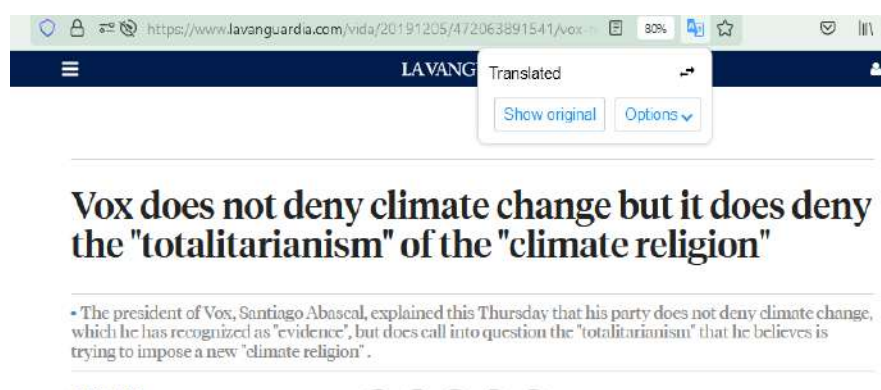 https://www.lavanguardia.com/vida/20191205/472063891541/vox-
80%
LA VANG
Translated
Show original
Options
Vox does not deny climate change but it does deny
the "totalitarianism" of the "climate religion"
• The president of Vox, Santiago Abascal, explained this Thursday that his party does not deny climate change,
which he has recognized as "evidence", but does call into question the "totalitarianism" that he believes is
trying to impose a new "climate religion" .